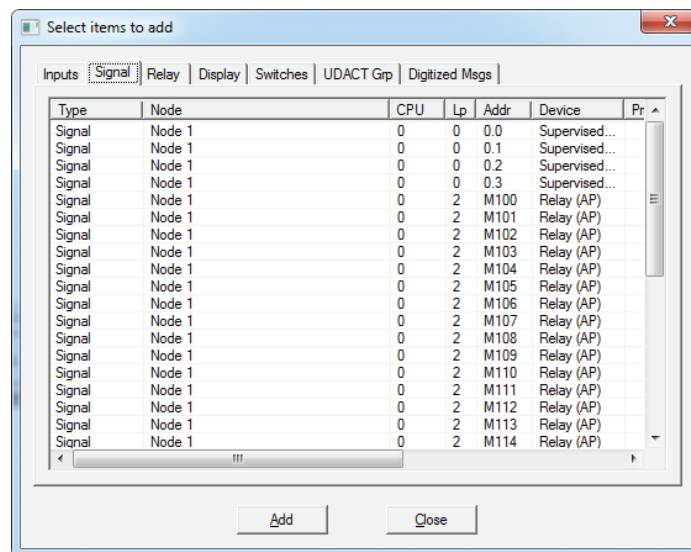 Select items to add
Inputs Signal Relay Display Switches UDACT Grp Digitized Msgs
Type Node CPU Lp Addr Device Pr
Signal Node 1 0 0 0.0 Supervised...
Signal Node 1 0 0 0.1 Supervised...
Signal Node 1 0 0 0.2 Supervised...
Signal Node 1 0 0 0.3 Supervised...
Signal Node 1 0 2 M100 Relay (AP)
Signal Node 1 0 2 M101 Relay (AP)
Signal Node 1 0 2 M102 Relay (AP)
Signal Node 1 0 2 M103 Relay (AP)
Signal Node 1 0 2 M104 Relay (AP)
Signal Node 1 0 2 M105 Relay (AP)
Signal Node 1 0 2 M106 Relay (AP)
Signal Node 1 0 2 M107 Relay (AP)
Signal Node 1 0 2 M108 Relay (AP)
Signal Node 1 0 2 M109 Relay (AP)
Signal Node 1 0 2 M110 Relay (AP)
Signal Node 1 0 2 M111 Relay (AP)
Signal Node 1 0 2 M112 Relay (AP)
Signal Node 1 0 2 M113 Relay (AP)
Signal Node 1 0 2 M114 Relay (AP)
Add Close